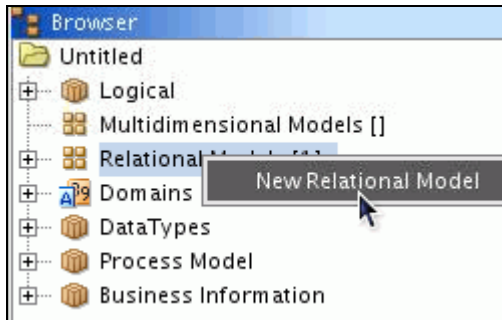 Browser
Untitled
Logical
Multidimensional Models []
Relational
New Relational Model
Domains
DataTypes
Process Model
Business Information